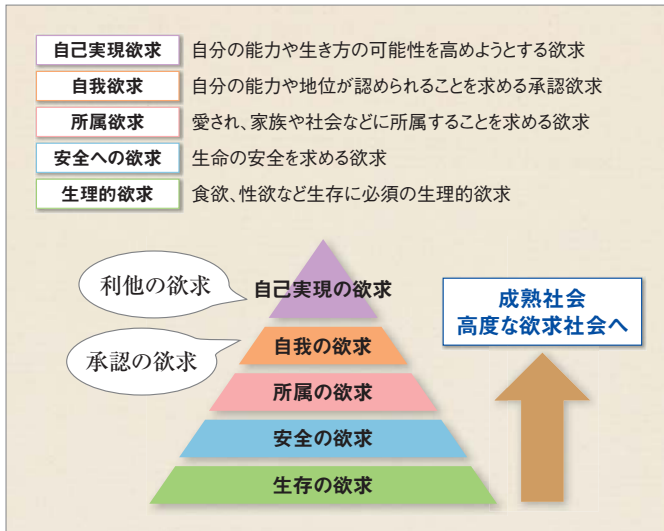 自己実現欲求 自分の能力や生き方の可能性を高めようとする欲求
自我欲求 自分の能力や地位が認められることを求める承認欲求
所属欲求 愛され、家族や社会などに所属することを求める欲求
安全への欲求 生命の安全を求める欲求
生理的欲求 食欲、性欲など生存に必須の生理的欲求
利他の欲求
自己実現の欲求
成熟社会
高度な欲求社会へ
承認の欲求
自我の欲求
所属の欲求
安全の欲求
生存の欲求